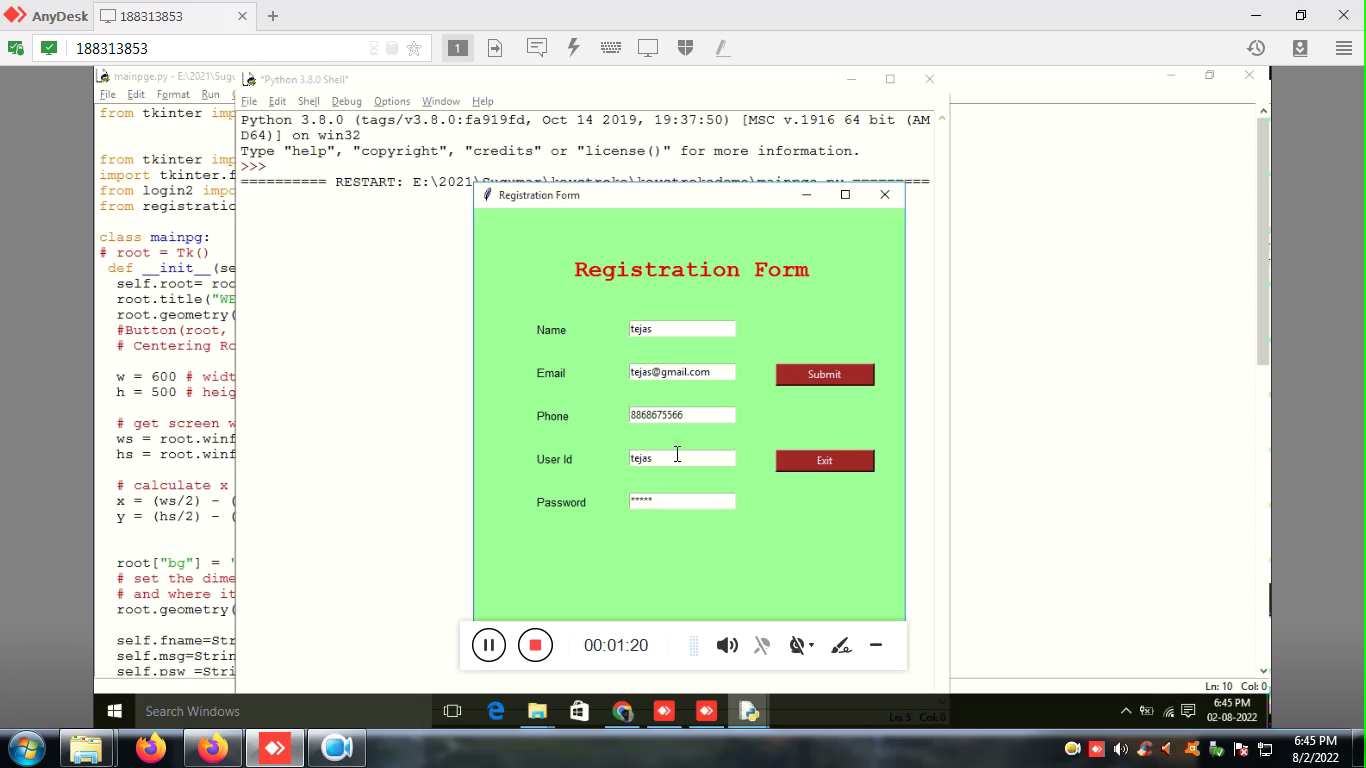 AnyDesk
188313853
188313853
1
mainpge.py - E:\2021\Sugu
*Python 3.8.0 Shell*
File Edit Format Run
File Edit Shell Debug Options Window Help
from tkinter imp
from tkinter imp
import tkinter.f
from login2 impo
from registratio
class mainpg:
# root = Tk()
def __init__(se
self.root= roo
root.title("WE
root.geometry(
#Button(root,
# Centering Ro
w = 600 # widt
h = 500 # heig
# get screen w
ws = root.winf
hs = root.winf
# calculate x
x = (ws/2) - (
y = (hs/2) - (
root["bg"] = '
# set the dime
# and where it
root.geometry(
self.fname=Str
self.msg=Strin
self.psw =Stri
Python 3.8.0 (tags/v3.8.0:fa919fd, Oct 14 2019, 19:37:50) [MSC v.1916 64 bit (AM
D64)] on win32
Type "help", "copyright", "credits" or "license()" for more information.
>>>
========== RESTART: E:\2021\Sugumar\keystroke\keystrokedemo\mainpge.py =========
Registration Form
Registration Form
Name tejas
Email tejas@gmail.com Submit
Phone 8868675566
User Id tejas Exit
Password *****
00:01:20
Ln: 10 Col: 0
Ln: 5 Col: 0
Search Windows
6:45 PM
02-08-2022
6:45 PM
8/2/2022